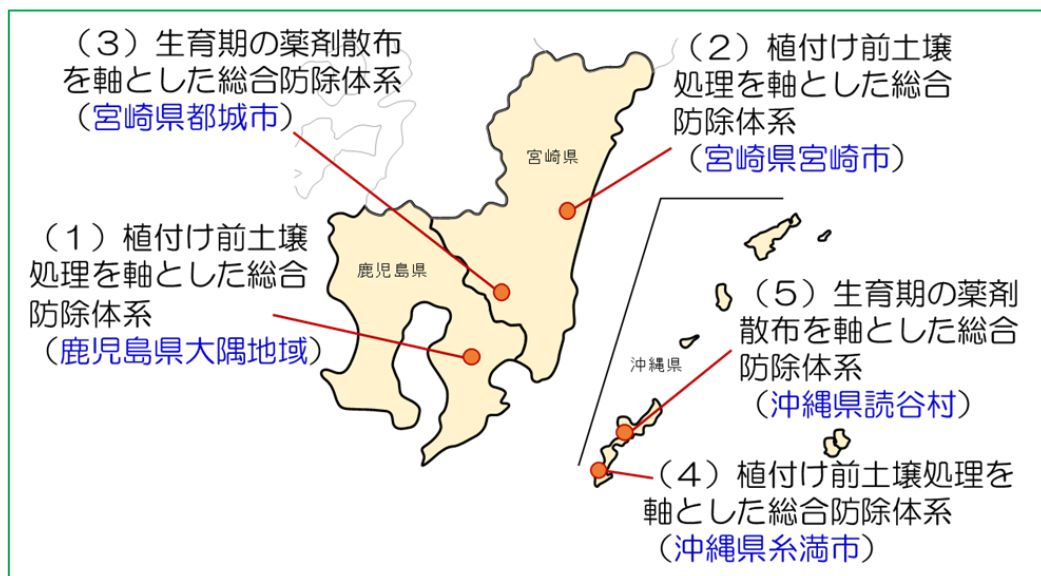 （３）生育期の薬剤散布
を軸とした総合防除体系
（宮崎県都城市）
（２）植付け前土壌
処理を軸とした総合
防除体系
（宮崎県宮崎市）
宮崎県
（１）植付け前土壌
処理を軸とした総合
防除体系
（鹿児島県大隅地域）
鹿児島県
（５）生育期の薬剤
散布を軸とした総合
防除体系
（沖縄県読谷村）
沖縄県
（４）植付け前土壌処理を
軸とした総合防除体系
（沖縄県糸満市）